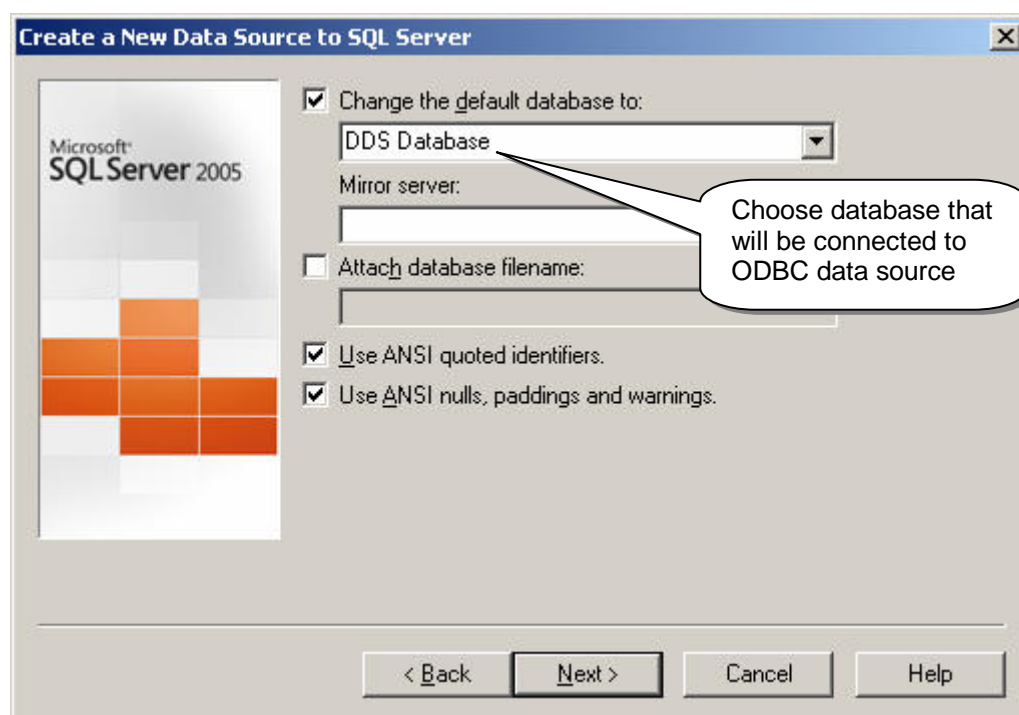 Create a New Data Source to SQL Server
Microsoft
SQL Server 2005
Change the default database to:
DDS Database
Mirror server:
Choose database that
will be connected to
ODBC data source
Attach database filename:
Use ANSI quoted identifiers.
Use ANSI nulls, paddings and warnings.
< Back
Next >
Cancel
Help